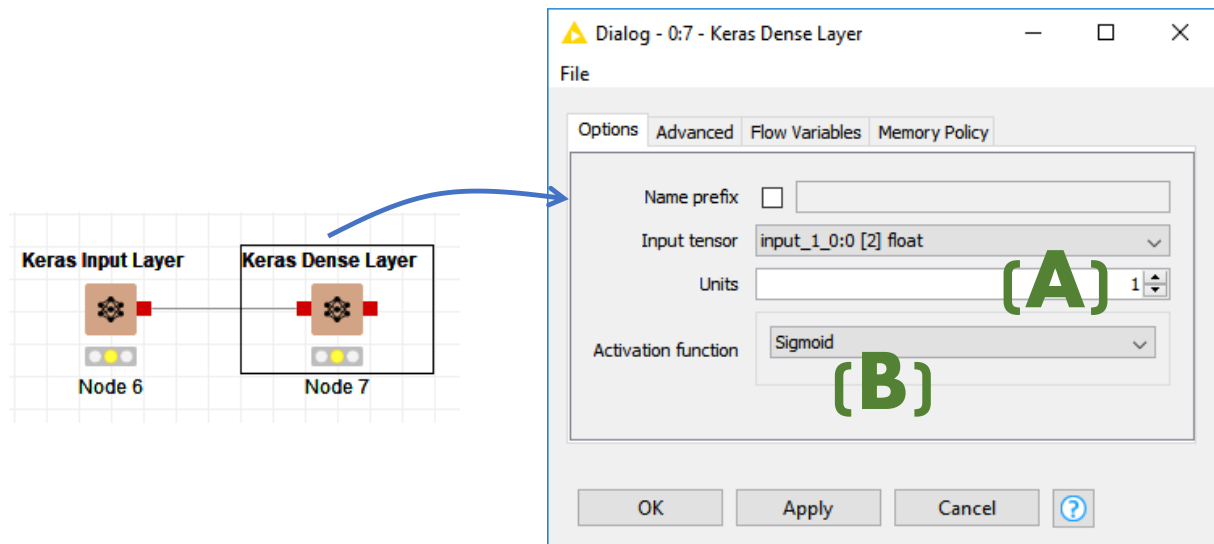 Dialog - 0:7 - Keras Dense Layer
File
Options Advanced Flow Variables Memory Policy
Name prefix
Input tensor input_1_0:0 [2] float
Units 1
(A)
Activation function Sigmoid
(B)
OK Apply Cancel ?
Keras Input Layer Keras Dense Layer
Node 6 Node 7